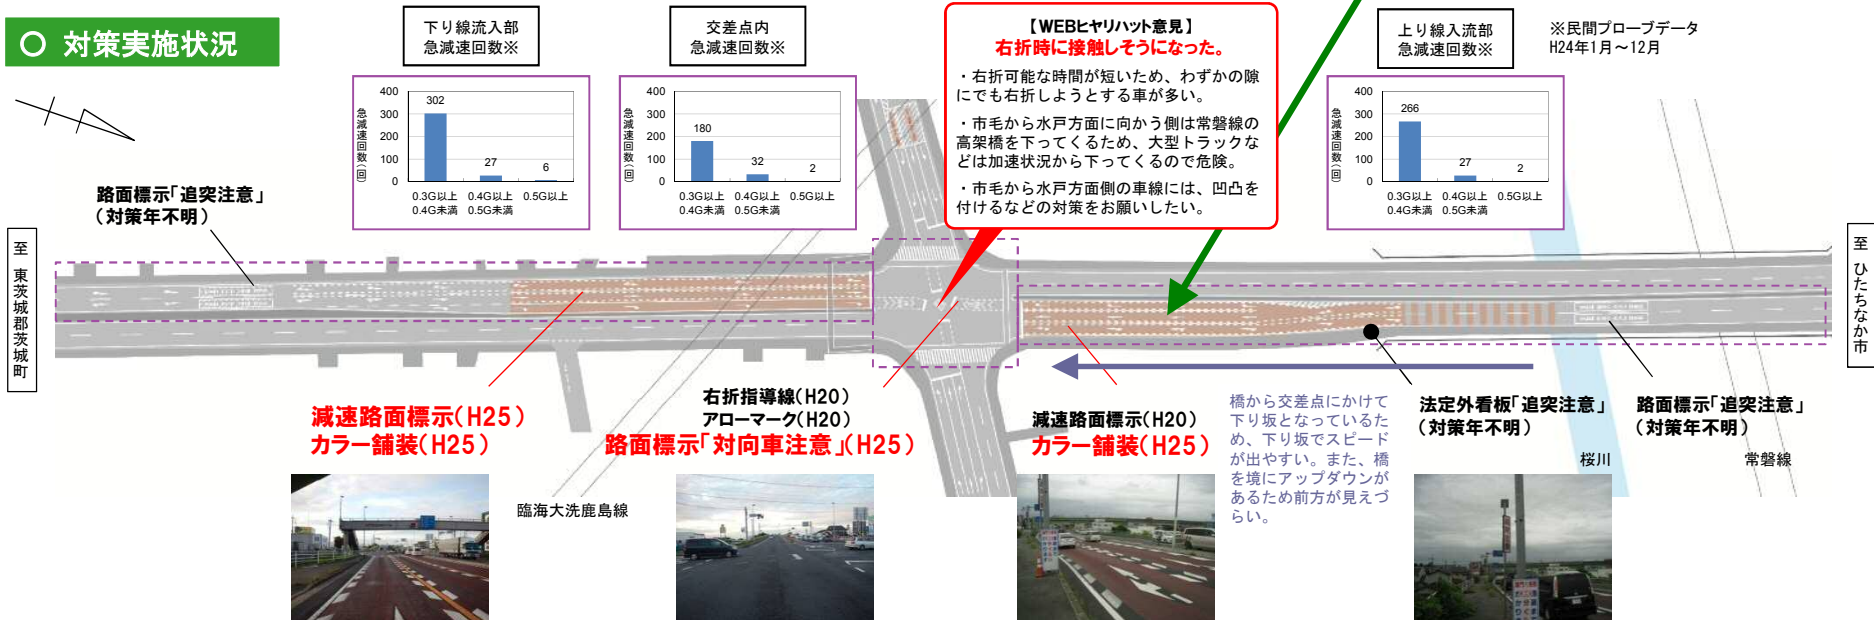 ○ 対策実施状況
下り線流入部
急減速回数※
急減速回数(回)
400
300
200
100
0
302
27
6
0.3G以上
0.4G未満
0.4G以上
0.5G未満
0.5G以上
交差点内
急減速回数※
急減速回数(回)
400
300
200
100
0
180
32
2
0.3G以上
0.4G未満
0.4G以上
0.5G未満
0.5G以上
【WEBヒヤリハット意見】
右折時に接触しそうになった。
・右折可能な時間が短いため、わずかの隙
にでも右折しようとする車が多い。
・市毛から水戸方面に向かう側は常磐線の
高架橋を下ってくるため、大型トラックな
どは加速状況から下ってくるので危険。
・市毛から水戸方面側の車線には、凹凸を
付けるなどの対策をお願いしたい。
上り線入流部
急減速回数※
急減速回数(回)
400
300
200
100
0
266
27
2
0.3G以上
0.4G未満
0.4G以上
0.5G未満
0.5G以上
※民間プローブデータ
H24年1月～12月
路面標示「追突注意」
（対策年不明）
至 東茨城郡茨城町
至 ひたちなか市
減速路面標示(H25)
カラー舗装(H25)
臨海大洗鹿島線
右折指導線(H20)
アローマーク(H20)
路面標示「対向車注意」(H25)
減速路面標示(H20)
カラー舗装(H25)
橋から交差点にかけて
下り坂となっているた
め、下り坂でスピード
が出やすい。また、橋
を境にアップダウンが
あるため前方が見えづ
らい。
法定外看板「追突注意」
（対策年不明）
路面標示「追突注意」
（対策年不明）
桜川
常磐線